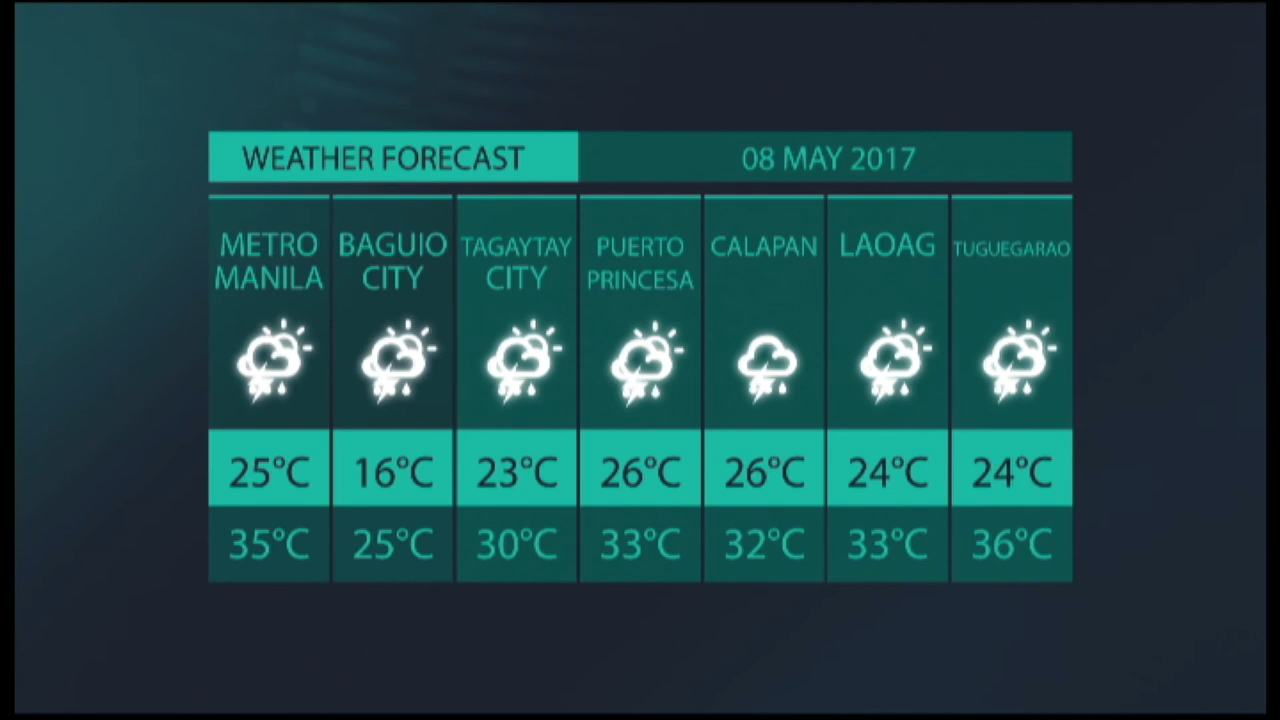 WEATHER FORECAST
08 MAY 2017
METRO
MANILA
BAGUIO
CITY
TAGAYTAY
CITY
PUERTO
PRINCESA
CALAPAN
LAOAG
TUGUEGARAO
25°C
16°C
23°C
26°C
26°C
24°C
24°C
35°C
25°C
30°C
33°C
32°C
33°C
36°C